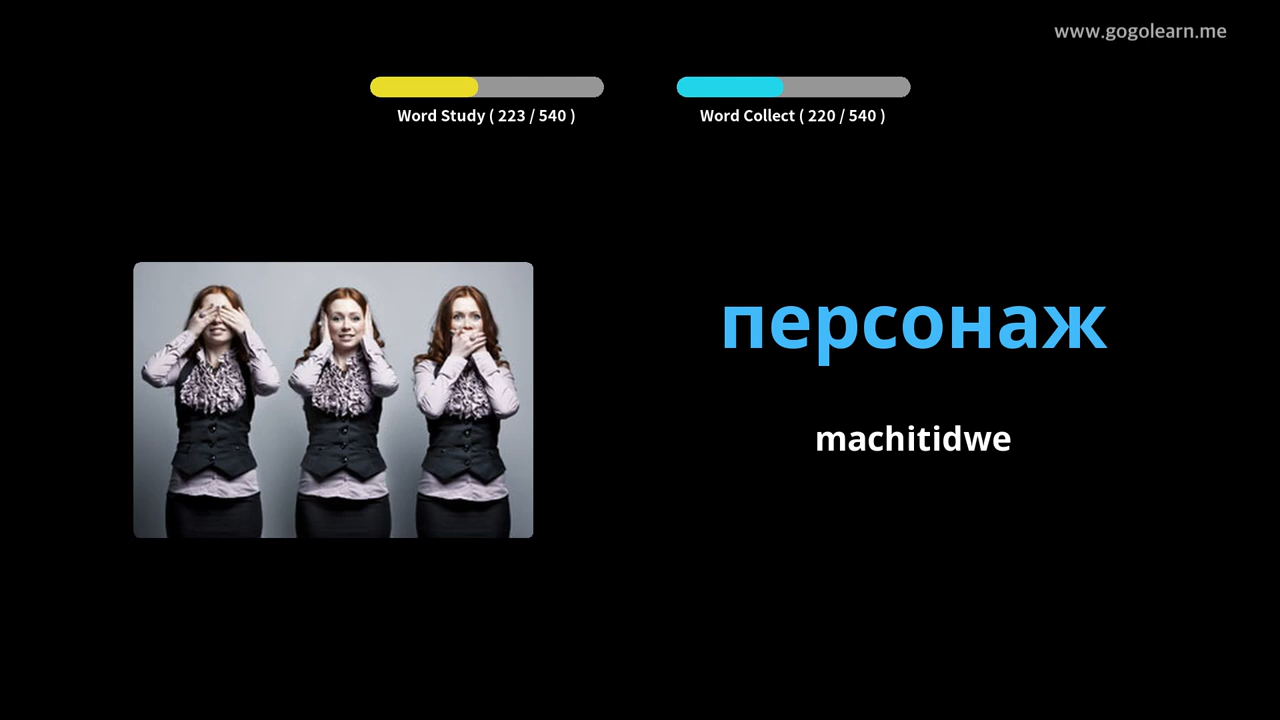 www.gogolearn.me
Word Study ( 223 / 540 )
Word Collect ( 220 / 540 )
персонаж
machitidwe